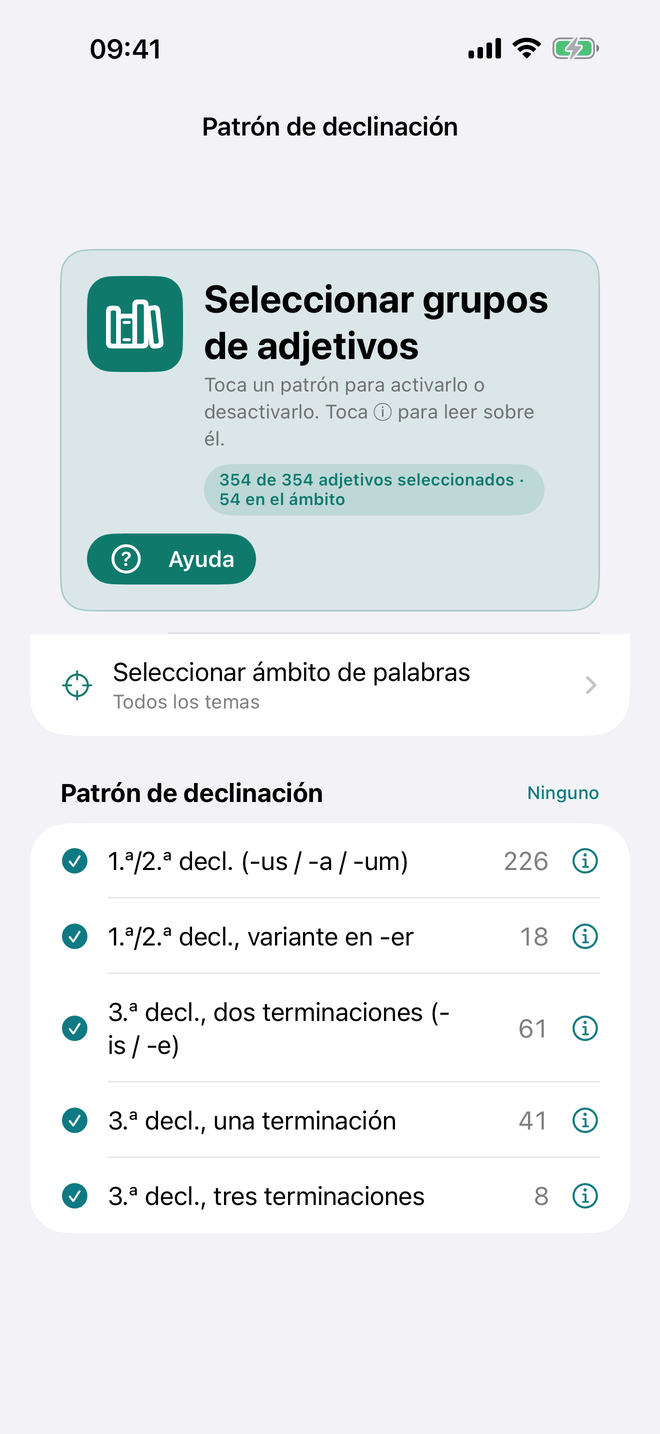 09:41
Patrón de declinación
Seleccionar grupos
de adjetivos
Toca un patrón para activarlo o
desactivarlo. Toca ⓘ para leer sobre
él.
354 de 354 adjetivos seleccionados ·
54 en el ámbito
Ayuda
Seleccionar ámbito de palabras
Todos los temas
Patrón de declinación
Ninguno
1.ª/2.ª decl. (-us / -a / -um)
226
1.ª/2.ª decl., variante en -er
18
3.ª decl., dos terminaciones (-
is / -e)
61
3.ª decl., una terminación
41
3.ª decl., tres terminaciones
8